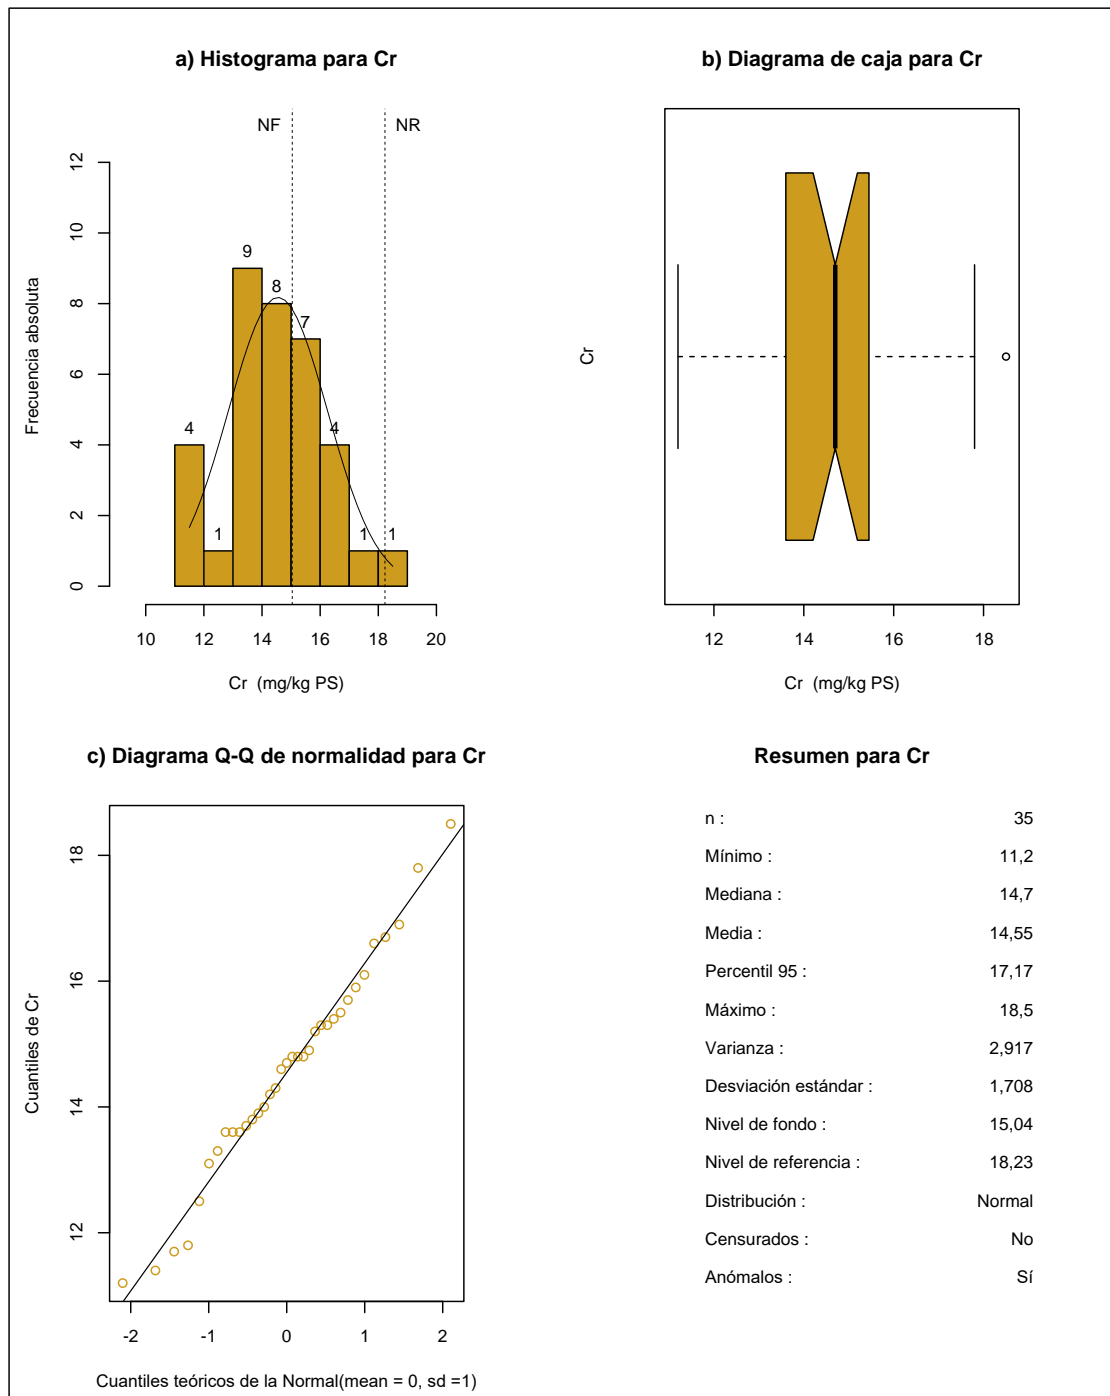 a) Histograma para Cr
NF
NR
12
10
8
6
4
2
0
4
1
9
8
7
4
1
1
10 12 14 16 18 20
Frecuencia absoluta
Cr (mg/kg PS)
b) Diagrama de caja para Cr
Cr
12 14 16 18
Cr (mg/kg PS)
c) Diagrama Q-Q de normalidad para Cr
18
16
14
12
-2 -1 0 1 2
Cuantiles de Cr
Cuantiles teóricos de la Normal(mean = 0, sd =1)
Resumen para Cr
n : 35
Mínimo : 11,2
Mediana : 14,7
Media : 14,55
Percentil 95 : 17,17
Máximo : 18,5
Varianza : 2,917
Desviación estándar : 1,708
Nivel de fondo : 15,04
Nivel de referencia : 18,23
Distribución : Normal
Censurados : No
Anómalos : Sí